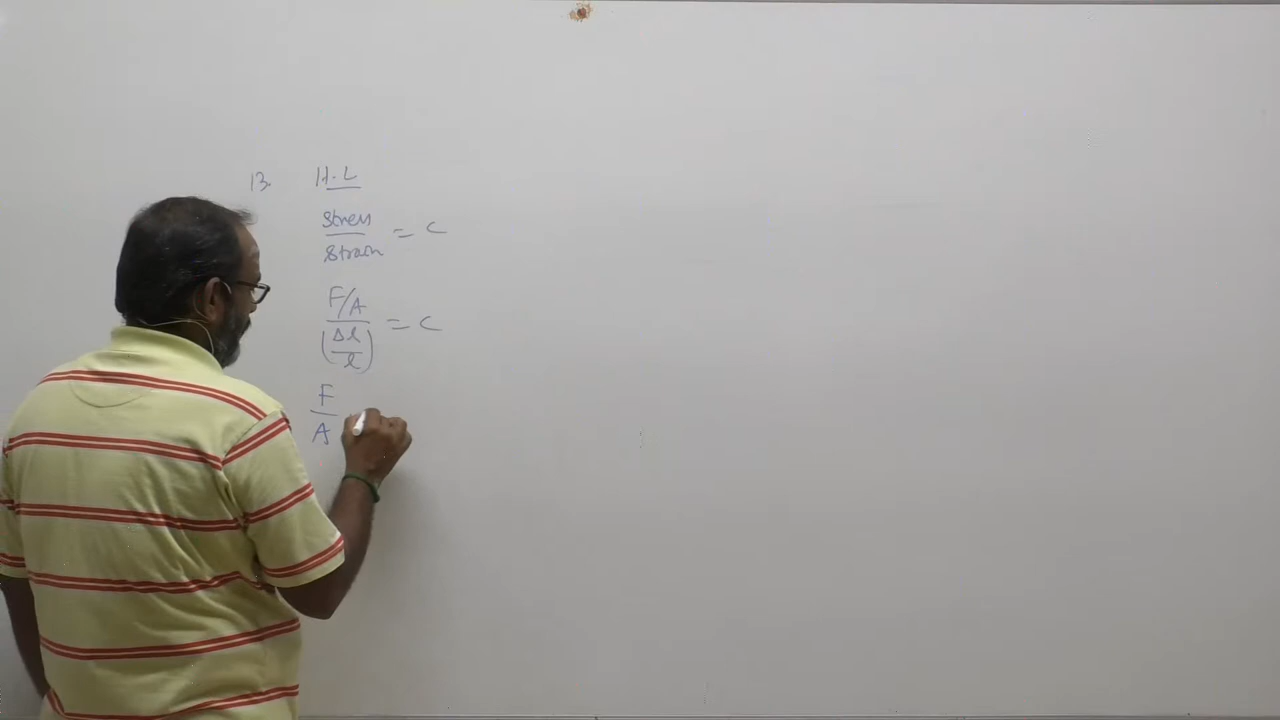 13. H.L
Stress
Strain = C
F/A
(Δl
l) = C
F
A